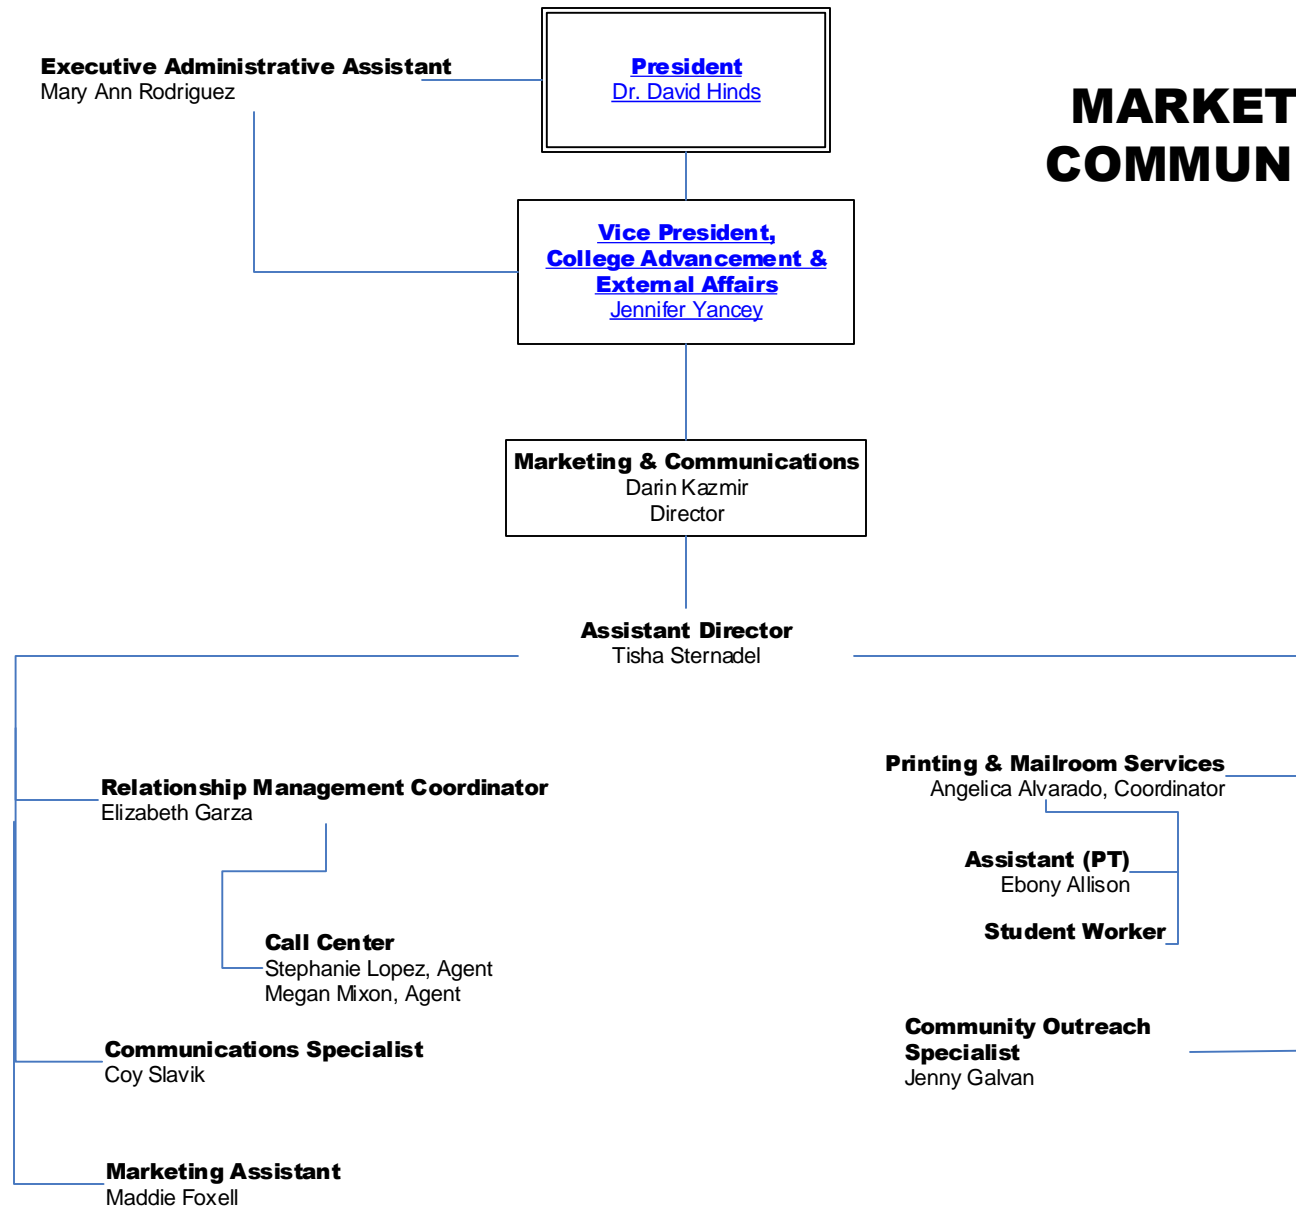 Executive Administrative Assistant
Mary Ann Rodriguez
President
Dr. David Hinds
MARKET
COMMUN
Vice President,
College Advancement &
External Affairs
Jennifer Yancey
Marketing & Communications
Darin Kazmir
Director
Assistant Director
Tisha Sternadel
Relationship Management Coordinator
Elizabeth Garza
Call Center
Stephanie Lopez, Agent
Megan Mixon, Agent
Communications Specialist
Coy Slavik
Marketing Assistant
Maddie Foxell
Printing & Mailroom Services
Angelica Alvarado, Coordinator
Assistant (PT)
Ebony Allison
Student Worker
Community Outreach
Specialist
Jenny Galvan